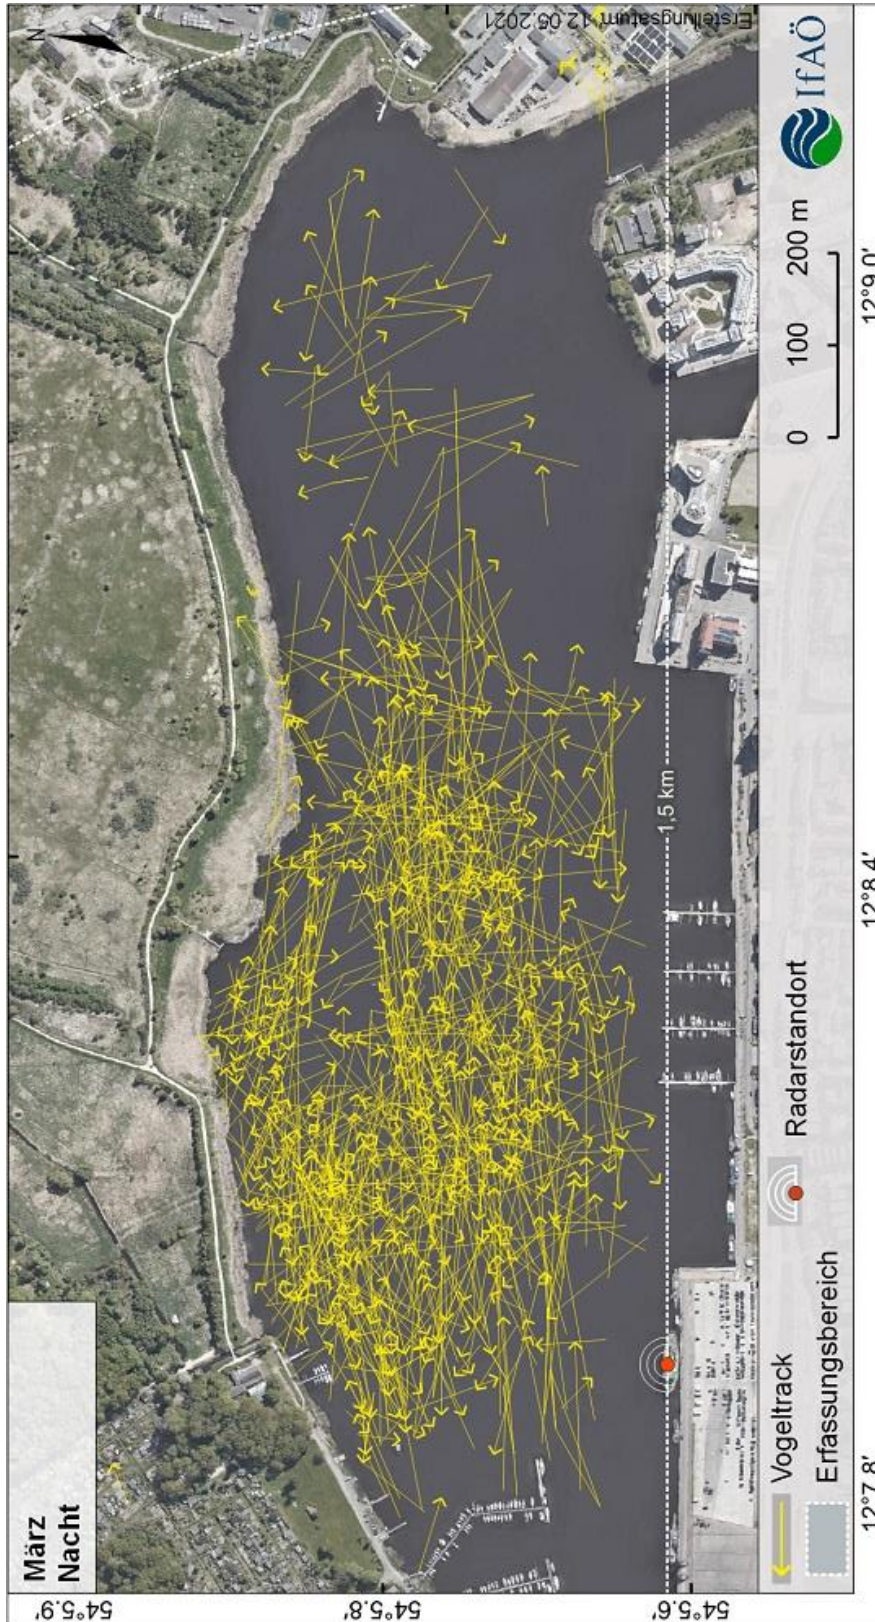 März
Nacht
N
Erstellungsdatum: 12.05.2021
1,5 km
54°5.9'
54°5.8'
54°5.6'
Vogeltrack
Radarstandort
Erfassungsbereich
0 100 200 m
IfAÖ
12°7.8'
12°8.4'
12°9.0'